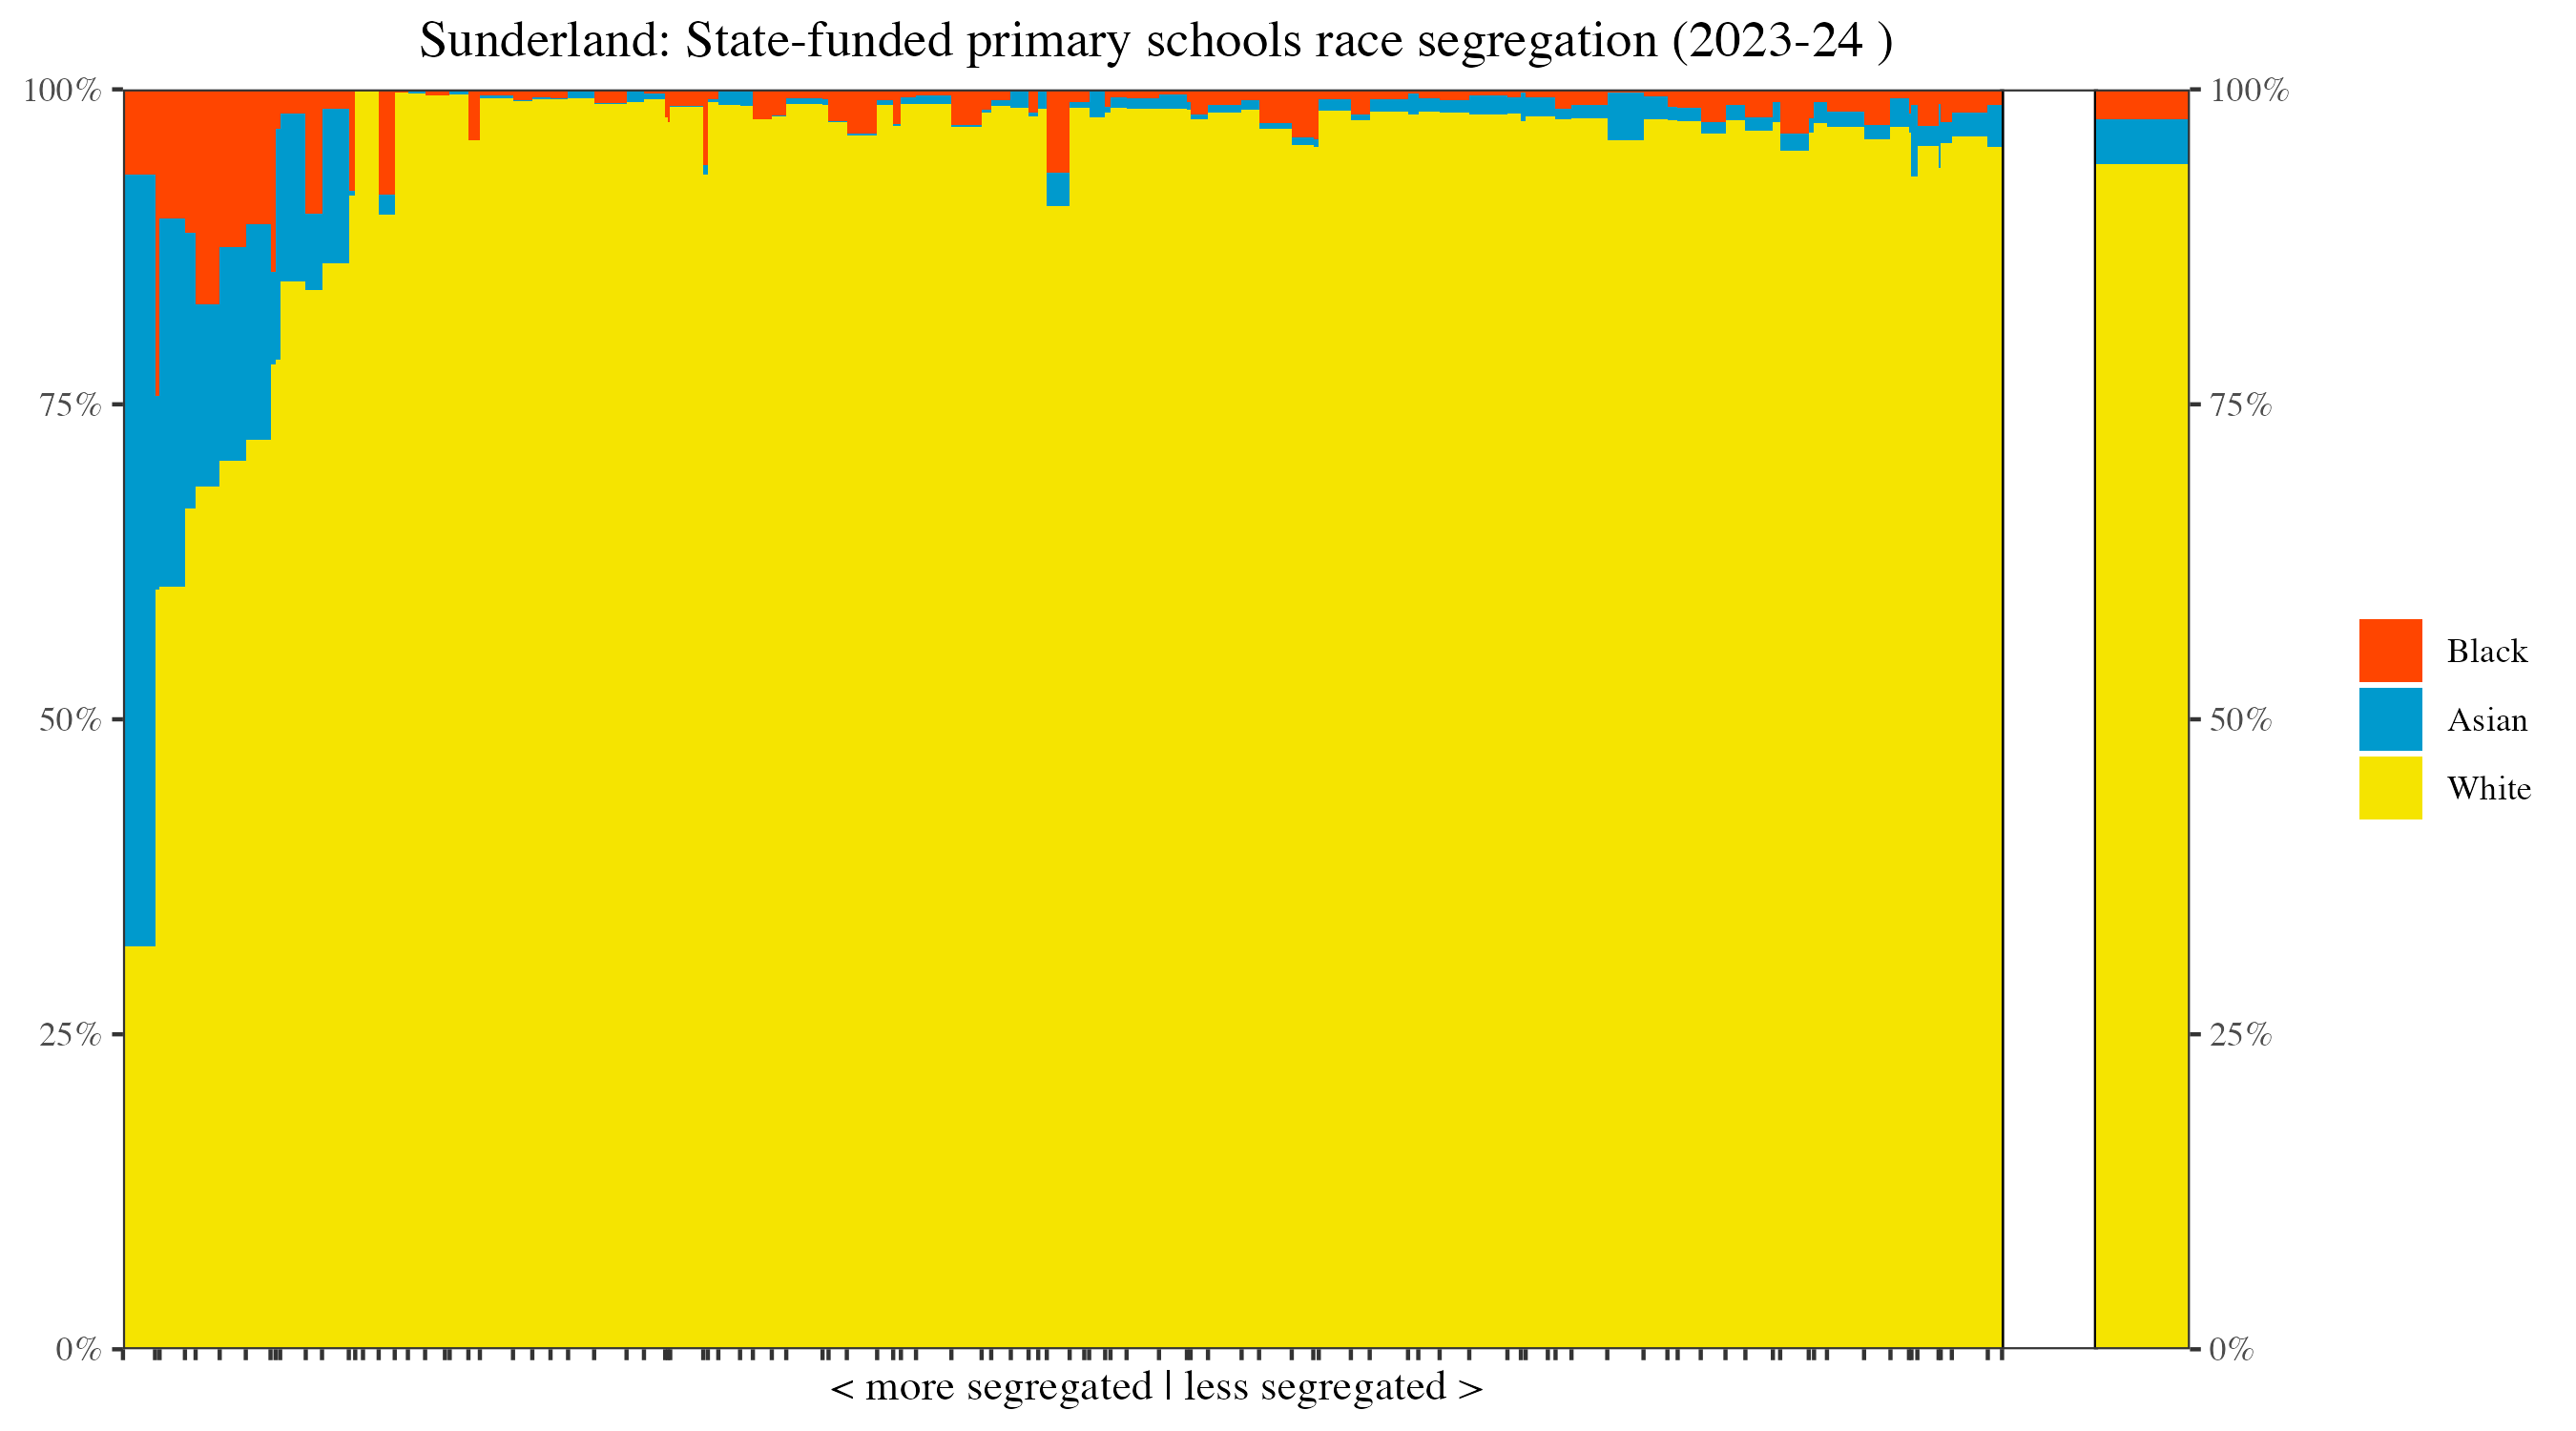 Sunderland: State-funded primary schools race segregation (2023-24 )
100%
75%
50%
25%
0%
100%
75%
50%
25%
0%
Black
Asian
White
< more segregated | less segregated >